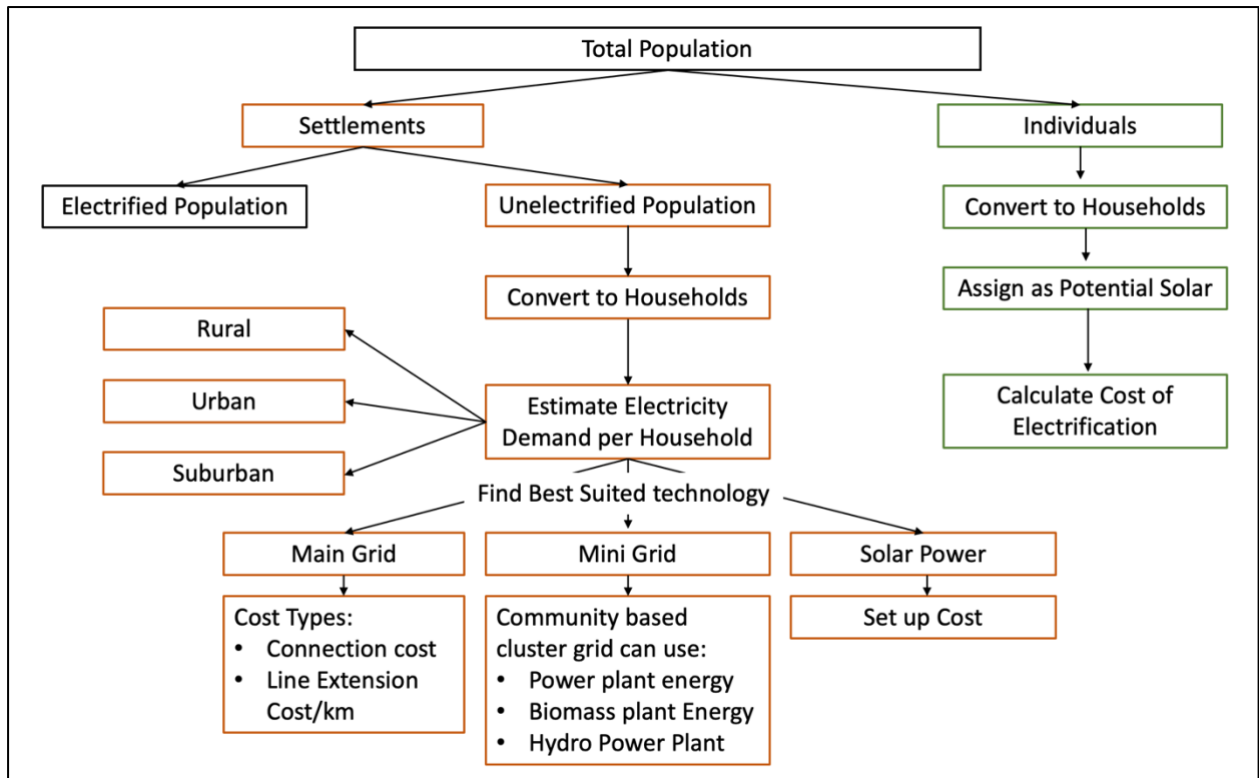 Total Population
Settlements
Individuals
Electrified Population
Unelectrified Population
Convert to Households
Convert to Households
Assign as Potential Solar
Rural
Urban
Suburban
Estimate Electricity
Demand per Household
Calculate Cost of
Electrification
Find Best Suited technology
Main Grid
Mini Grid
Solar Power
Cost Types:
• Connection cost
• Line Extension
Cost/km
Community based
cluster grid can use:
• Power plant energy
• Biomass plant Energy
• Hydro Power Plant
Set up Cost